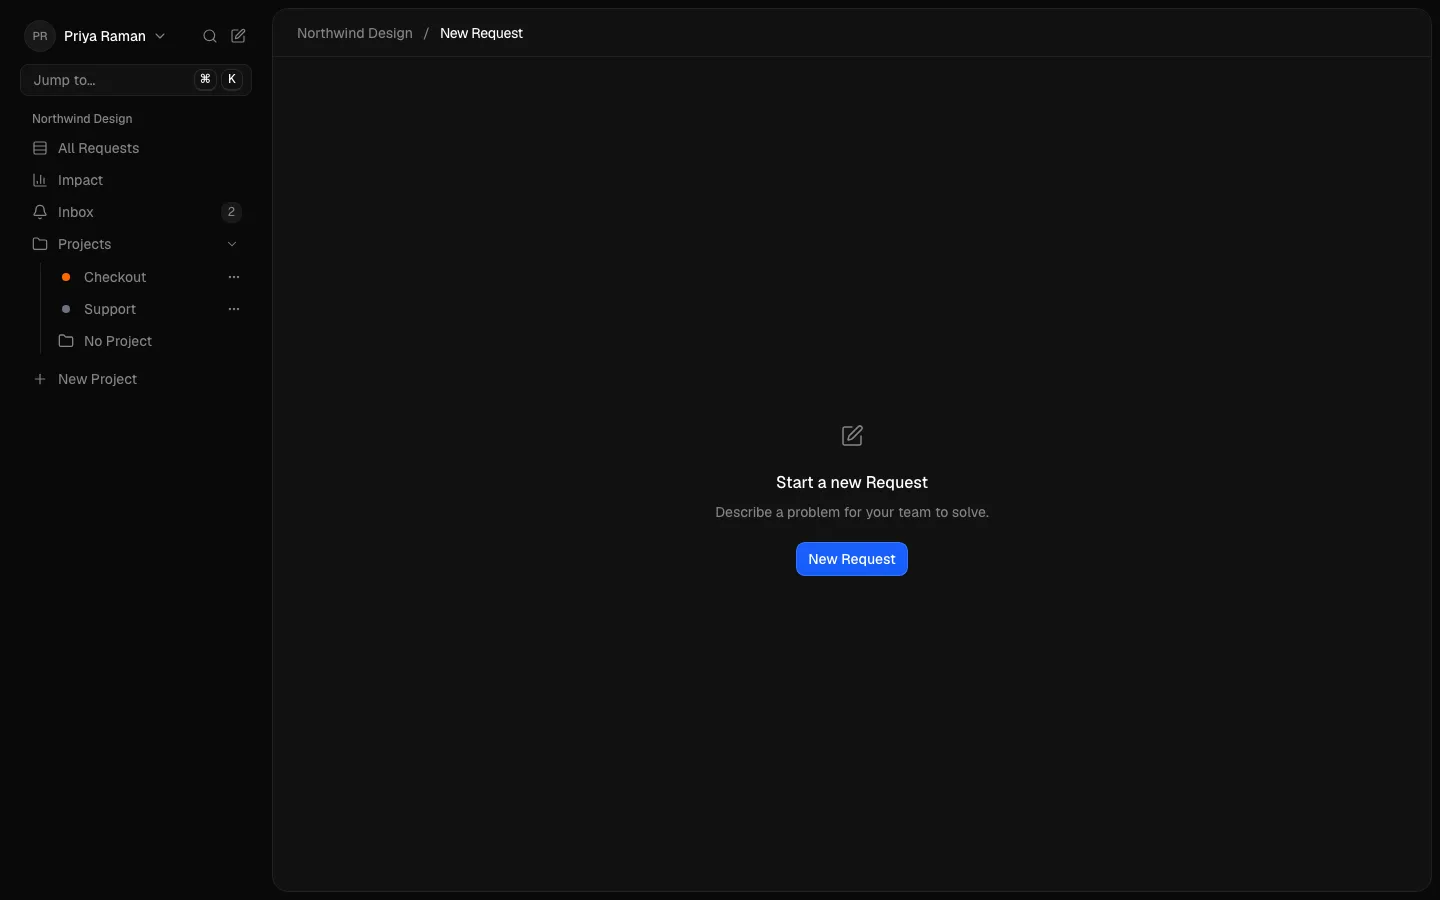 PR Priya Raman
Jump to... ⌘ K
Northwind Design
All Requests
Impact
Inbox 2
Projects
Checkout
Support
No Project
New Project
Northwind Design / New Request
Start a new Request
Describe a problem for your team to solve.
New Request